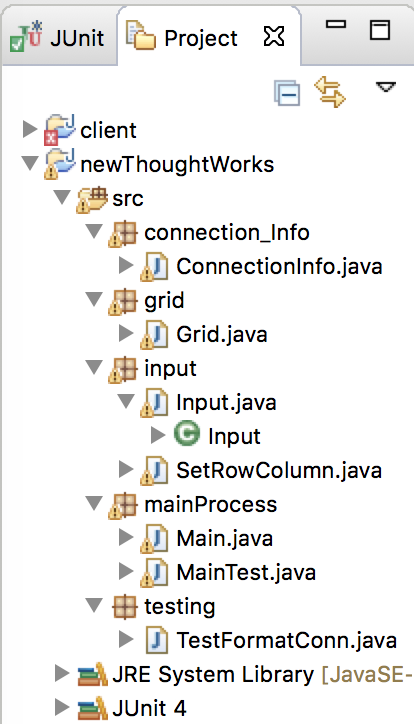 JUnit Project
client
newThoughtWorks
src
connection_Info
ConnectionInfo.java
grid
Grid.java
input
Input.java
Input
SetRowColumn.java
mainProcess
Main.java
MainTest.java
testing
TestFormatConn.java
JRE System Library [JavaSE-
JUnit 4